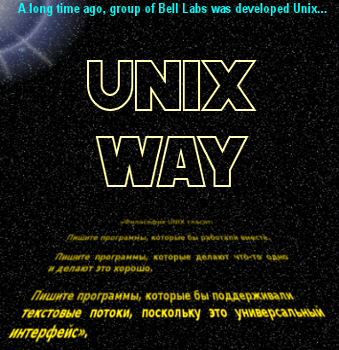 A long time ago, group of Bell Labs was developed Unix...
UNIX
WAY
«Философия UNIX гласит:
Пишите программы, которые бы работали вместе.
Пишите программы, которые делают что-то одно
и делают это хорошо.
Пишите программы, которые бы поддерживали
текстовые потоки, поскольку это универсальный
интерфейс»,